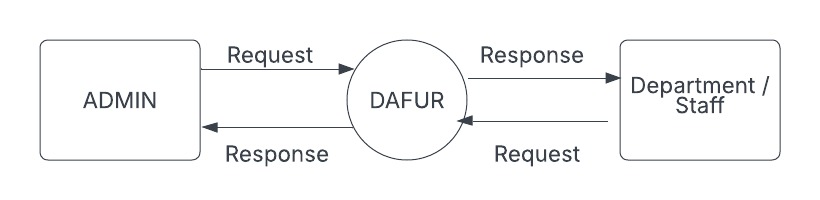 Request
Response
ADMIN
DAFUR
Department /
Staff
Response
Request